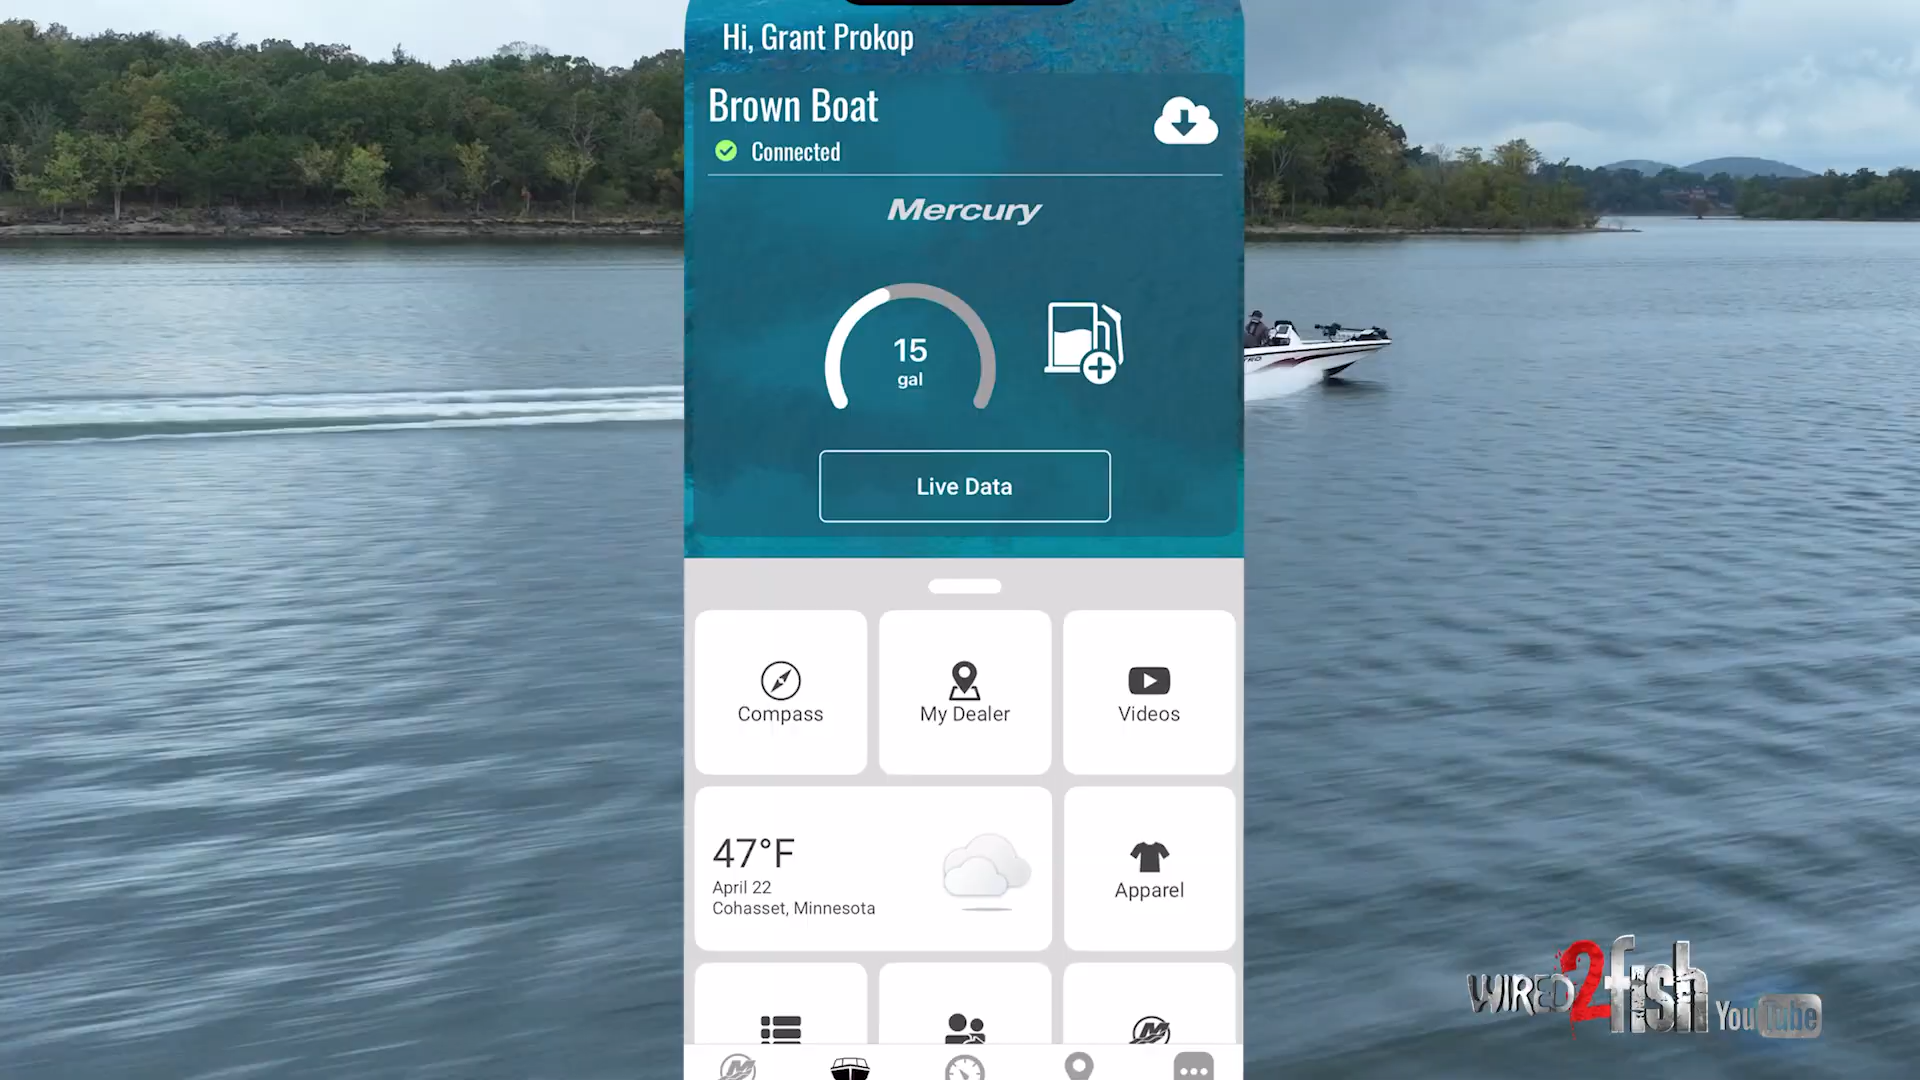 Hi, Grant Prokop
Brown Boat
Connected
Mercury
15
gal
Live Data
Compass
My Dealer
Videos
47°F
April 22
Cohasset, Minnesota
Apparel
WIRED2fish
YouTube